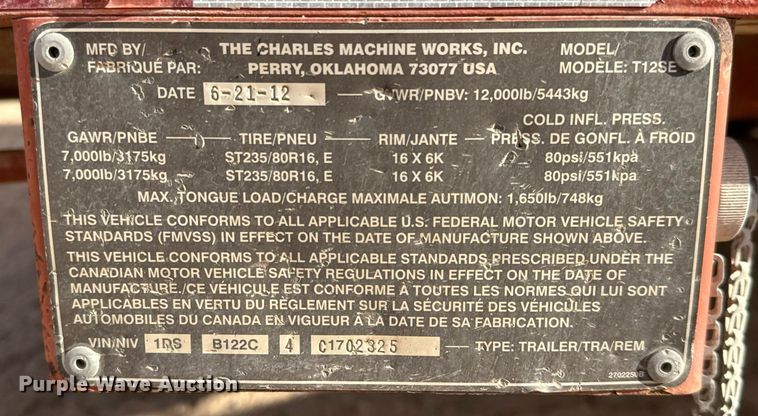 MFD BY/ THE CHARLES MACHINE WORKS, INC. MODEL/
FABRIQUÉ PAR: PERRY, OKLAHOMA 73077 USA MODÈLE: T12SE
DATE 6-21-12 GVWR/PNBV: 12,000lb/5443kg
COLD INFL. PRESS.
GAWR/PNBE TIRE/PNEU RIM/JANTE PRESS. DE GONFL. À FROID
7,000lb/3175kg ST235/80R16, E 16 X 6K 80psi/551kpa
7,000lb/3175kg ST235/80R16, E 16 X 6K 80psi/551kpa
MAX. TONGUE LOAD/CHARGE MAXIMALE AUTIMON: 1,650lb/748kg
THIS VEHICLE CONFORMS TO ALL APPLICABLE U.S. FEDERAL MOTOR VEHICLE SAFETY
STANDARDS (FMVSS) IN EFFECT ON THE DATE OF MANUFACTURE SHOWN ABOVE.
THIS VEHICLE CONFORMS TO ALL APPLICABLE STANDARDS PRESCRIBED UNDER THE
CANADIAN MOTOR VEHICLE SAFETY REGULATIONS IN EFFECT ON THE DATE OF
MANUFACTURE./CE VÉHICULE EST CONFORME À TOUTES LES NORMES QUI LUI SONT
APPLICABLES EN VERTU DU RÈGLEMENT SUR LA SÉCURITÉ DES VÉHICULES
AUTOMOBILES DU CANADA EN VIGUEUR À LA DATE DE SA FABRICATION.
VIN/NIV 1DS B122C 4 C1702325 TYPE: TRAILER/TRA/REM
Purple Wave Auction 270225UB